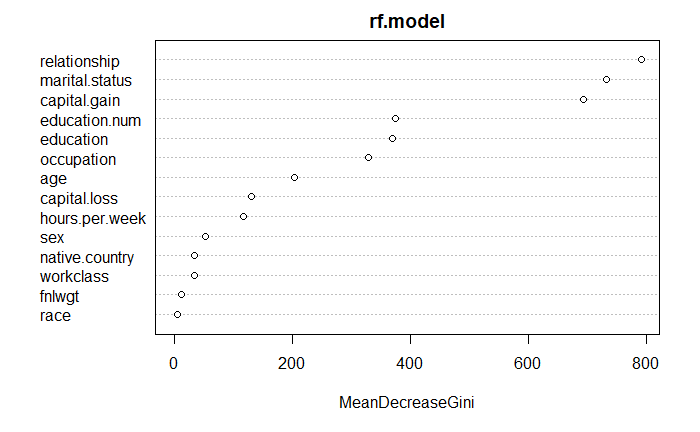 rf.model
relationship
marital.status
capital.gain
education.num
education
occupation
age
capital.loss
hours.per.week
sex
native.country
workclass
fnlwgt
race
0 200 400 600 800
MeanDecreaseGini